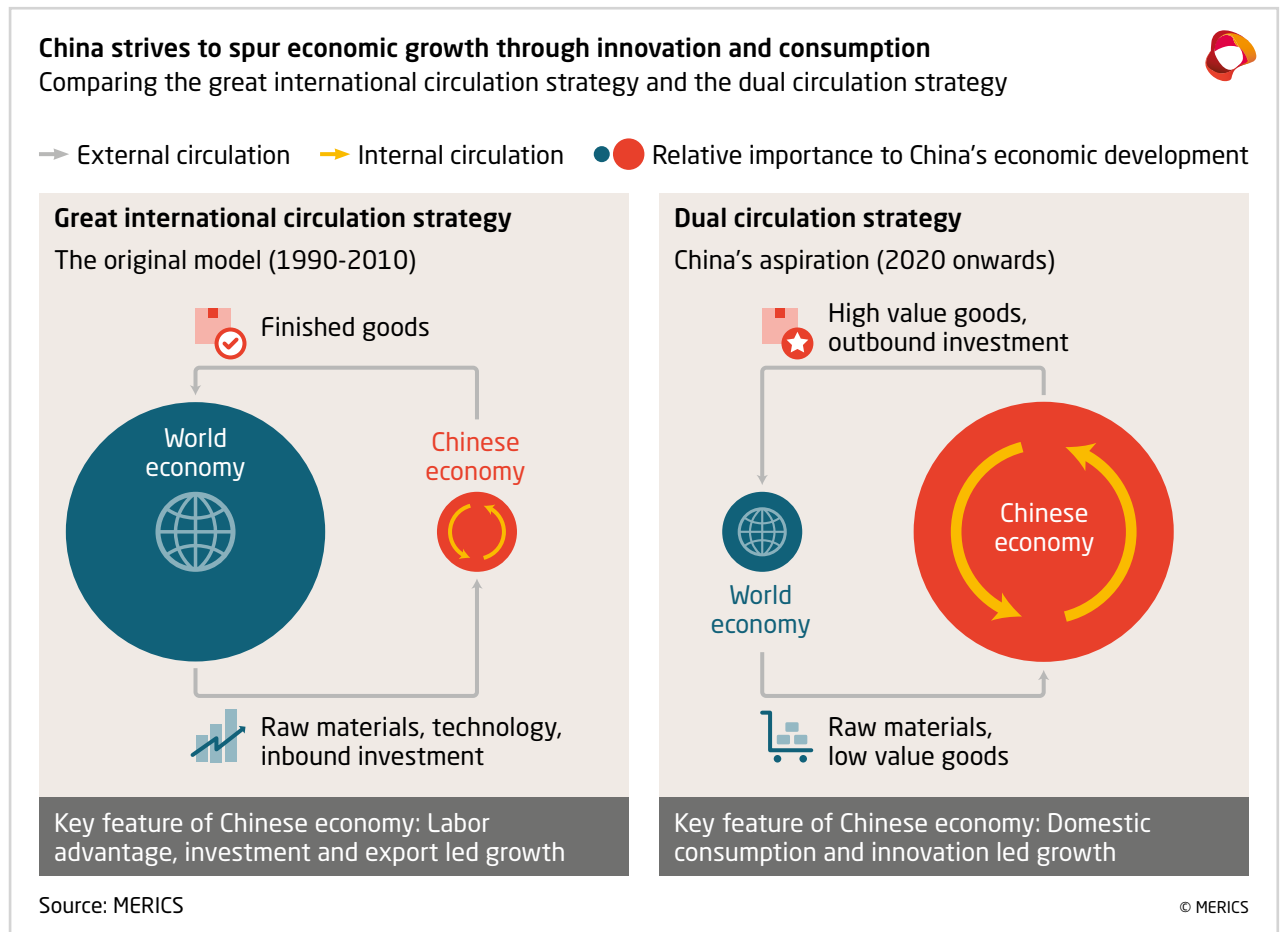 China strives to spur economic growth through innovation and consumption
Comparing the great international circulation strategy and the dual circulation strategy
External circulation
Internal circulation
Relative importance to China's economic development
Great international circulation strategy
The original model (1990-2010)
Finished goods
World
economy
Chinese
economy
Raw materials, technology,
inbound investment
Key feature of Chinese economy: Labor
advantage, investment and export led growth
Dual circulation strategy
China's aspiration (2020 onwards)
High value goods,
outbound investment
Chinese
economy
World
economy
Raw materials,
low value goods
Key feature of Chinese economy: Domestic
consumption and innovation led growth
Source: MERICS
© MERICS